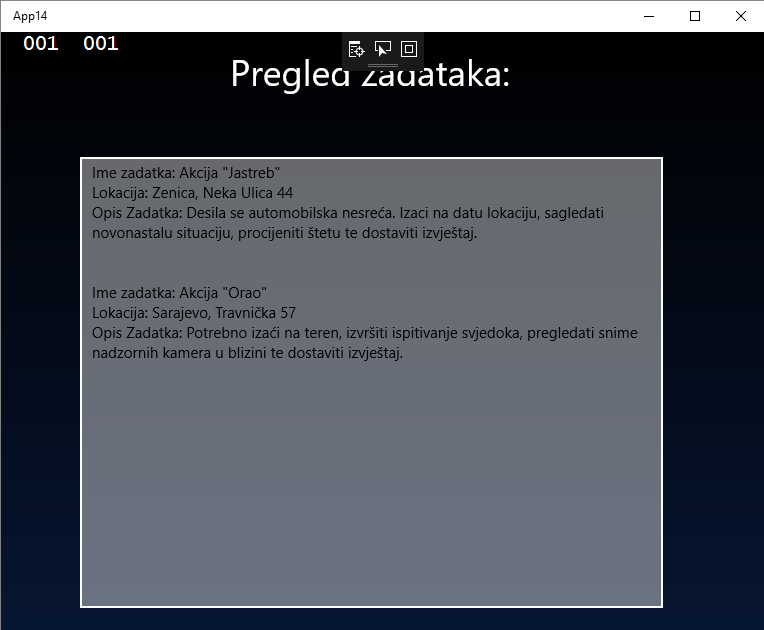 App14
001 001
Pregled zadataka:
Ime zadatka: Akcija "Jastreb"
Lokacija: Zenica, Neka Ulica 44
Opis Zadatka: Desila se automobilska nesreća. Izaci na datu lokaciju, sagledati
novonastalu situaciju, procijeniti štetu te dostaviti izvještaj.
Ime zadatka: Akcija "Orao"
Lokacija: Sarajevo, Travnička 57
Opis Zadatka: Potrebno izaći na teren, izvršiti ispitivanje svjedoka, pregledati snime
nadzornih kamera u blizini te dostaviti izvještaj.